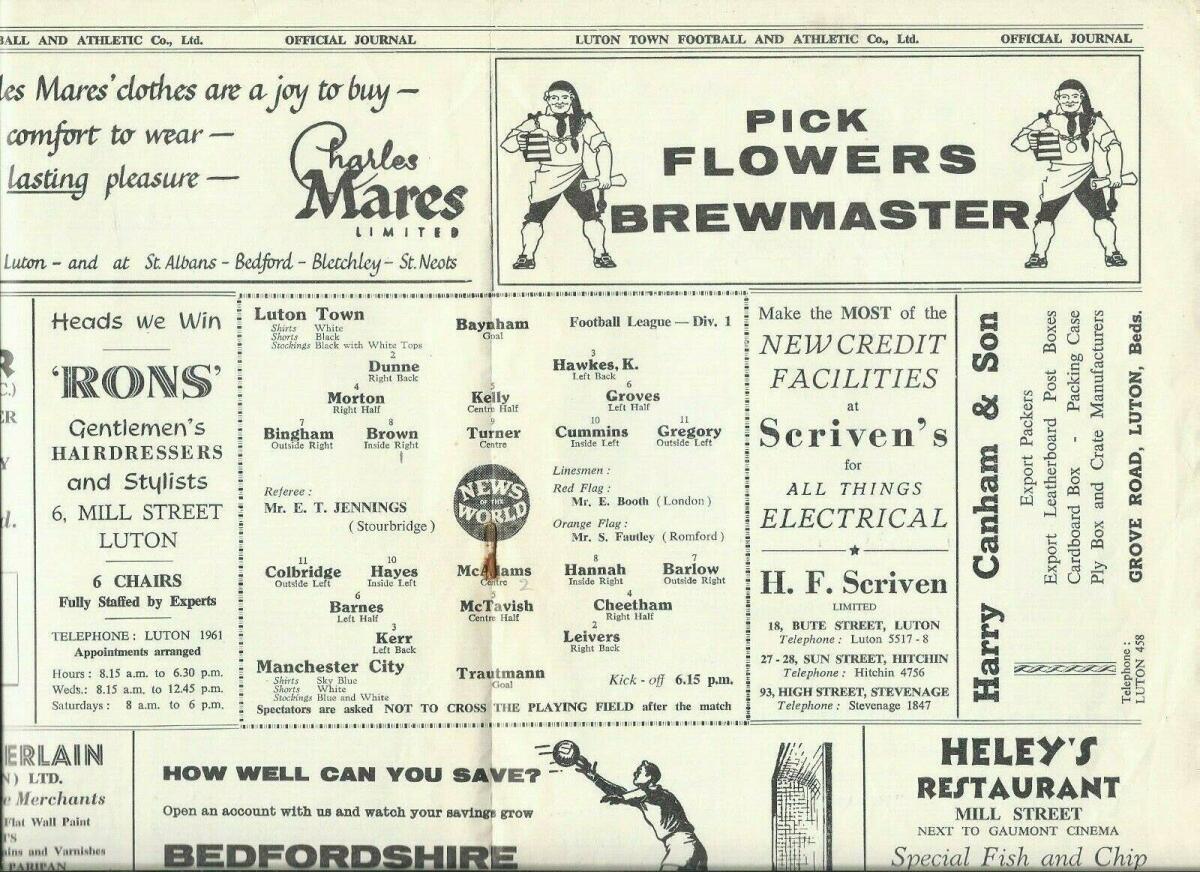 BALL AND ATHLETIC Co., Ltd. OFFICIAL JOURNAL
LUTON TOWN FOOTBALL AND ATHLETIC Co., Ltd. OFFICIAL JOURNAL
les Mares' clothes are a joy to buy —
comfort to wear —
lasting pleasure —
Charles
Mares
LIMITED
Luton - and at St. Albans - Bedford - Bletchley - St. Neots
PICK
FLOWERS
BREWMASTER
R
C.)
ER
Y
d.
Heads we Win
'RONS'
Gentlemen's
HAIRDRESSERS
and Stylists
6, MILL STREET
LUTON
6 CHAIRS
Fully Staffed by Experts
TELEPHONE: LUTON 1961
Appointments arranged
Hours: 8.15 a.m. to 6.30 p.m.
Weds.: 8.15 a.m. to 12.45 p.m.
Saturdays: 8 a.m. to 6 p.m.
Luton Town
Shirts White
Shorts Black
Stockings Black with White Tops
Baynham
Goal
Football League — Div. 1
2
Dunne
Right Back
3
Hawkes, K.
Left Back
4
Morton
Right Half
5
Kelly
Centre Half
6
Groves
Left Half
7
Bingham
Outside Right
8
Brown
Inside Right
9
Turner
Centre
10
Cummins
Inside Left
11
Gregory
Outside Left
Referee:
Mr. E. T. JENNINGS
(Stourbridge)
NEWS
OF THE
WORLD
Linesmen:
Red Flag:
Mr. E. Booth (London)
Orange Flag:
Mr. S. Fautley (Romford)
11
Colbridge
Outside Left
10
Hayes
Inside Left
McAdams
Centre
2
8
Hannah
Inside Right
7
Barlow
Outside Right
6
Barnes
Left Half
5
McTavish
Centre Half
4
Cheetham
Right Half
3
Kerr
Left Back
2
Leivers
Right Back
Manchester City
Shirts Sky Blue
Shorts White
Stockings Blue and White
Trautmann
Goal
Kick-off 6.15 p.m.
Spectators are asked NOT TO CROSS THE PLAYING FIELD after the match
Make the MOST of the
NEW CREDIT
FACILITIES
at
Scriven's
for
ALL THINGS
ELECTRICAL
H. F. Scriven
LIMITED
18, BUTE STREET, LUTON
Telephone: Luton 5517-8
27-28, SUN STREET, HITCHIN
Telephone: Hitchin 4756
93, HIGH STREET, STEVENAGE
Telephone: Stevenage 1847
Harry Canham & Son
Export Packers
Export Leatherboard Post Boxes
Cardboard Box - Packing Case
Ply Box and Crate Manufacturers
GROVE ROAD, LUTON, Beds.
Telephone:
LUTON 458
ERLAIN
N) LTD.
e Merchants
Flat Wall Paint
T'S
ains and Varnishes
PARIPAN
HOW WELL CAN YOU SAVE?
Open an account with us and watch your savings grow
BEDFORDSHIRE
HELEY'S
RESTAURANT
MILL STREET
NEXT TO GAUMONT CINEMA
Special Fish and Chip